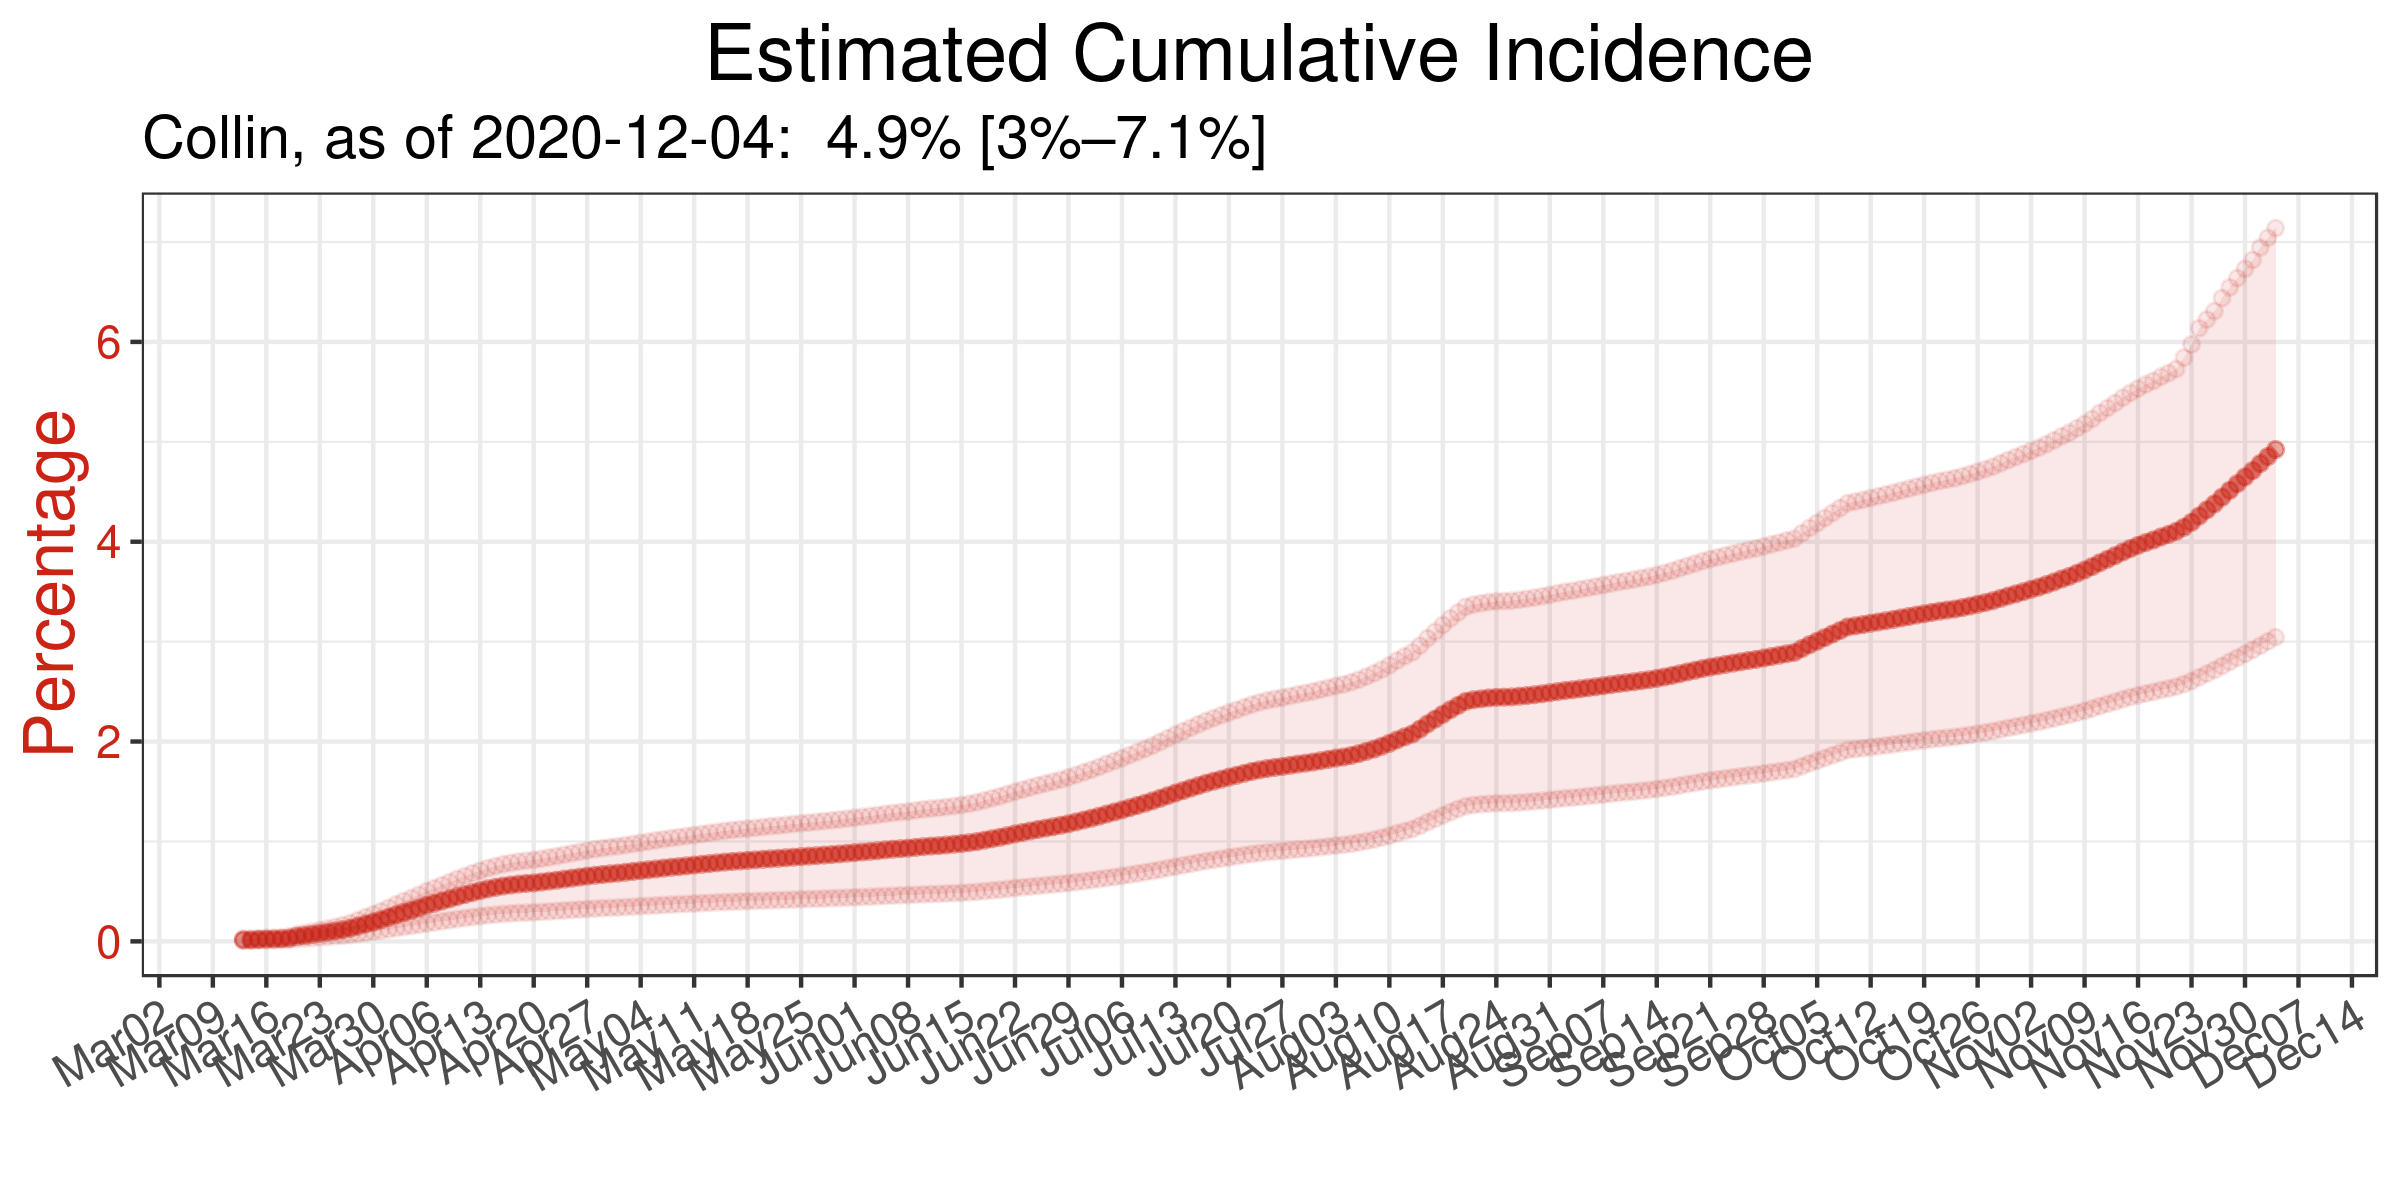 Estimated Cumulative Incidence
Collin, as of 2020-12-04:  4.9% [3%–7.1%]
Percentage
6
4
2
0
Mar02
Mar09
Mar16
Mar23
Mar30
Apr06
Apr13
Apr20
Apr27
May04
May11
May18
May25
Jun01
Jun08
Jun15
Jun22
Jun29
Jul06
Jul13
Jul20
Jul27
Aug03
Aug10
Aug17
Aug24
Aug31
Sep07
Sep14
Sep21
Sep28
Oct05
Oct12
Oct19
Oct26
Nov02
Nov09
Nov16
Nov23
Nov30
Dec07
Dec14